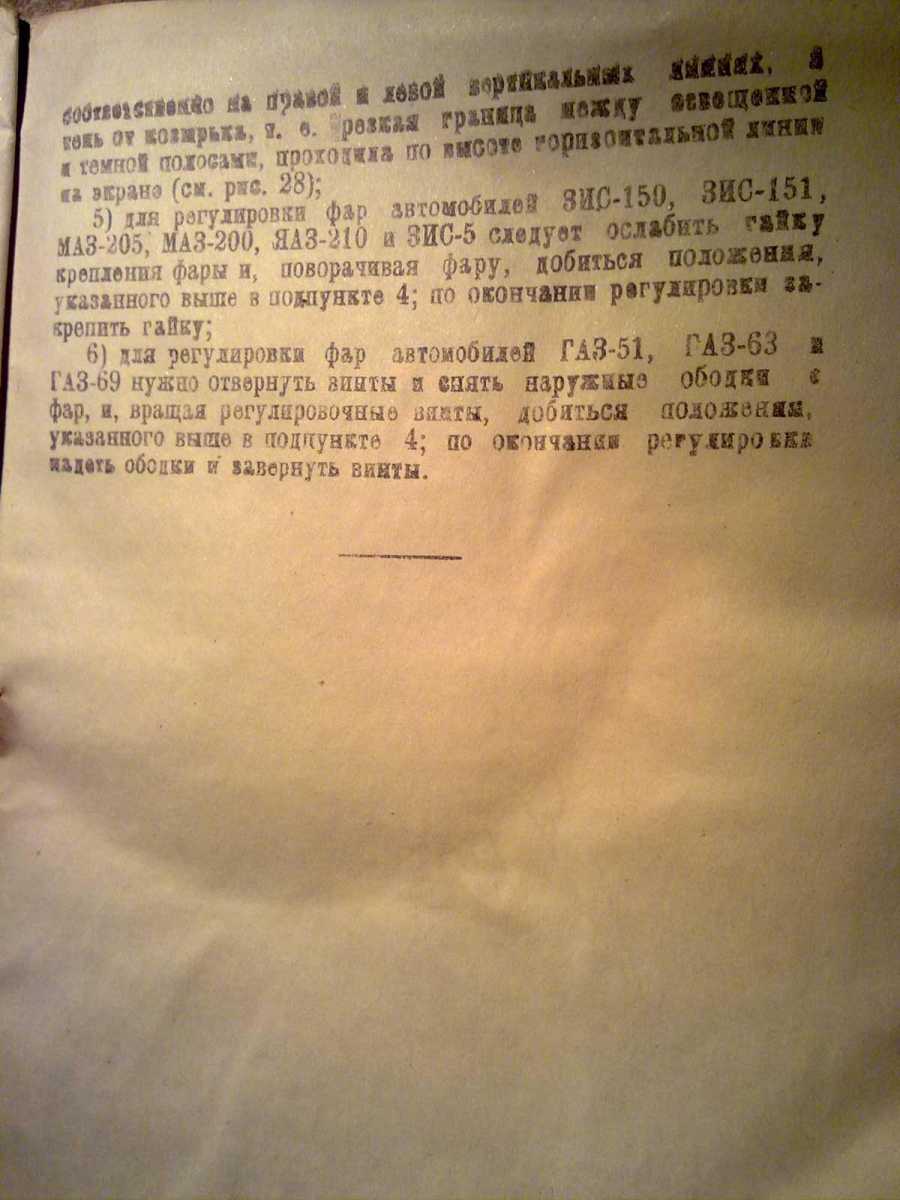 соответственно на правой и левой вертикальных линиях, а
тень от козырька, т. е. резкая граница между освещенной
и темной полосами, проходила по высоте горизонтальной линии
на экране (см. рис. 28);
5) для регулировки фар автомобилей ЗИС-150, ЗИС-151,
МАЗ-205, МАЗ-200, ЯАЗ-210 и ЗИС-5 следует ослабить гайку
крепления фары и, поворачивая фару, добиться положения,
указанного выше в подпункте 4; по окончании регулировки за-
крепить гайку;
6) для регулировки фар автомобилей ГАЗ-51, ГАЗ-63 и
ГАЗ-69 нужно отвернуть винты и снять наружные ободки с
фар, и, вращая регулировочные винты, добиться положения,
указанного выше в подпункте 4; по окончании регулировки
надеть ободки и завернуть винты.